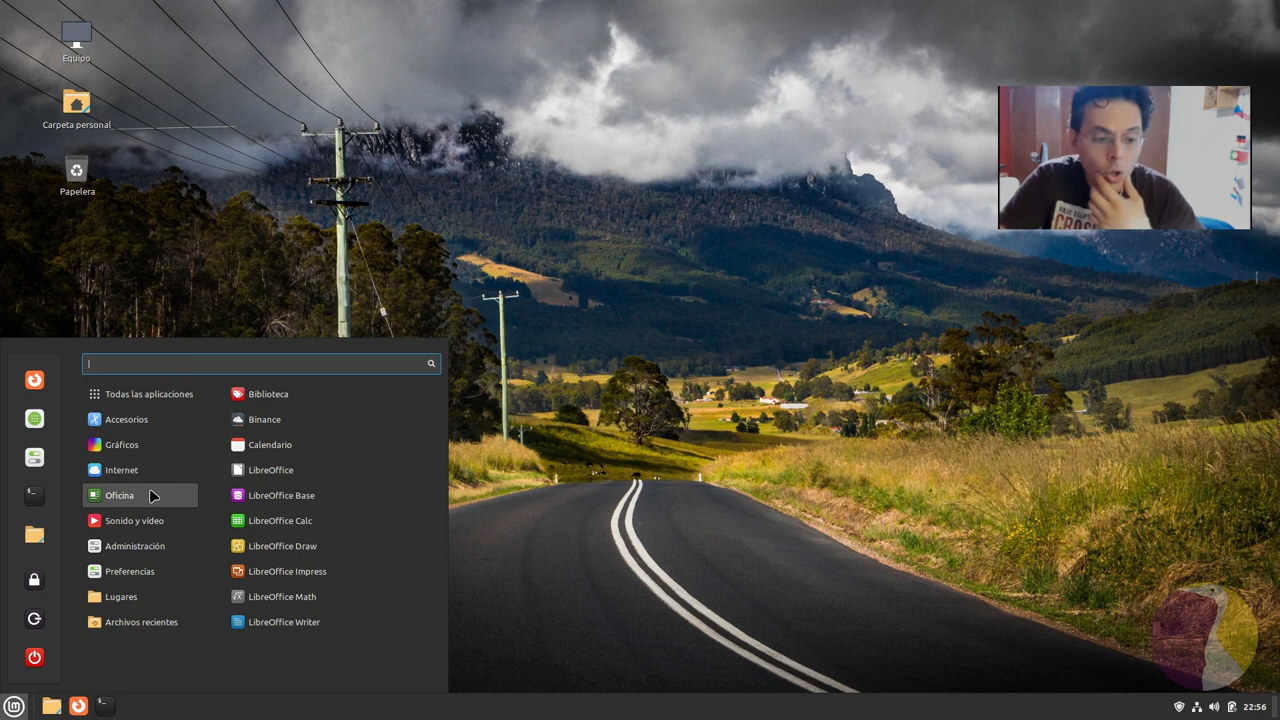 Equipo
Carpeta personal
Papelera
Todas las aplicaciones
Accesorios
Gráficos
Internet
Oficina
Sonido y vídeo
Administración
Preferencias
Lugares
Archivos recientes
Biblioteca
Binance
Calendario
LibreOffice
LibreOffice Base
LibreOffice Calc
LibreOffice Draw
LibreOffice Impress
LibreOffice Math
LibreOffice Writer
22:56